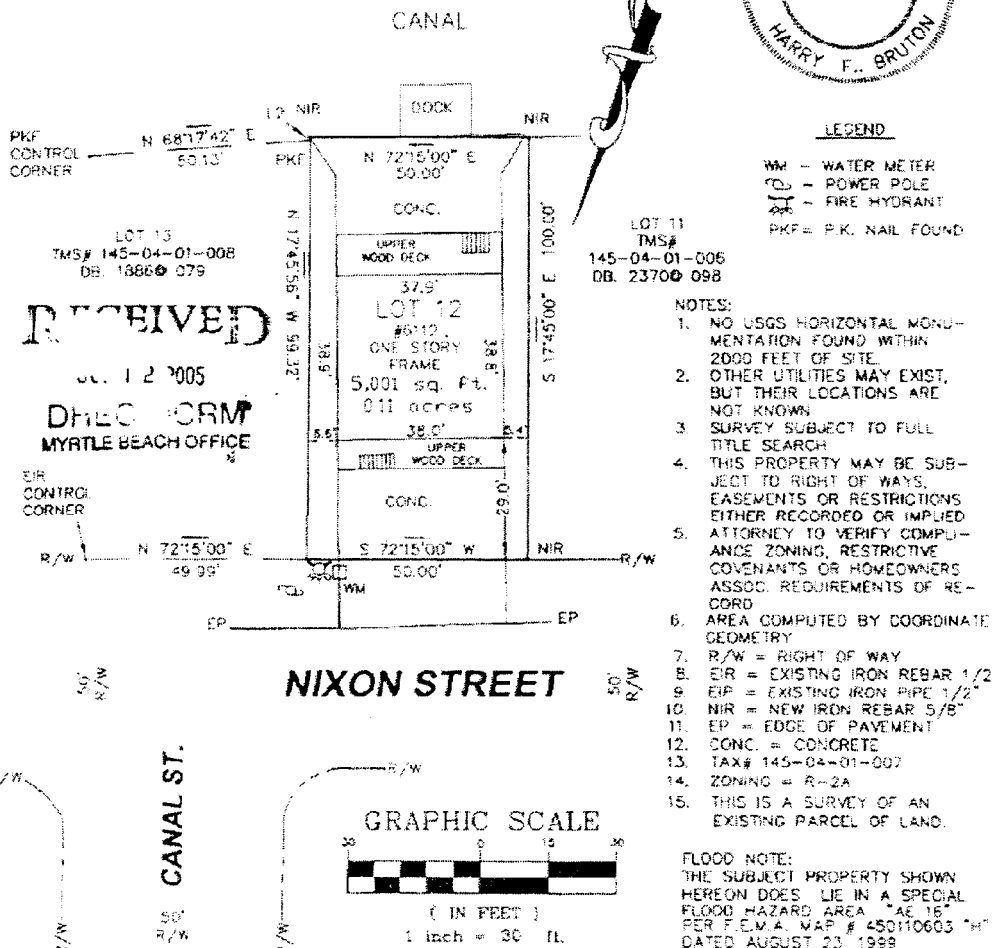 CANAL
HARRY F. BRUTON
DOCK
L2 NIR
NIR
PKF
CONTROL
CORNER
N 68°17'42" E
50.13'
PKF
N 72°15'00" E
50.00'
CONC.
UPPER
WOOD DECK
37.9'
LOT 12
#6112
ONE STORY
FRAME
5,001 sq. ft.
0.11 acres
38.9'
38.8'
38.0'
5.6'
UPPER
WOOD DECK
CONC.
29.0'
N 17°45'56" W 99.32'
S 17°45'00" E 100.00'
LOT 13
TMS# 145-04-01-008
DB. 1886@ 079
LOT 11
TMS#
145-04-01-006
DB. 2370@ 098
RECEIVED
2005
MYRTLE BEACH OFFICE
EIR
CONTROL
CORNER
R/W
N 72°15'00" E
49.99'
S 72°15'00" W
50.00'
NIR
R/W
WM
EP
EP
50'
R/W
NIXON STREET
50'
R/W
R/W
R/W
CANAL ST.
R/W
50'
R/W
R/W
GRAPHIC SCALE
30 0 15 30
( IN FEET )
1 inch = 30 ft.
LEGEND
WM - WATER METER
- POWER POLE
- FIRE HYDRANT
PKF= P.K. NAIL FOUND
NOTES:
1. NO USGS HORIZONTAL MONU-
MENTATION FOUND WITHIN
2000 FEET OF SITE.
2. OTHER UTILITIES MAY EXIST,
BUT THEIR LOCATIONS ARE
NOT KNOWN
3. SURVEY SUBJECT TO FULL
TITLE SEARCH
4. THIS PROPERTY MAY BE SUB-
JECT TO RIGHT OF WAYS,
EASEMENTS OR RESTRICTIONS
EITHER RECORDED OR IMPLIED
5. ATTORNEY TO VERIFY COMPLI-
ANCE ZONING, RESTRICTIVE
COVENANTS OR HOMEOWNERS
ASSOC. REQUIREMENTS OF RE-
CORD
6. AREA COMPUTED BY COORDINATE
GEOMETRY
7. R/W = RIGHT OF WAY
8. EIR = EXISTING IRON REBAR 1/2
9. EIP = EXISTING IRON PIPE 1/2"
10. NIR = NEW IRON REBAR 5/8"
11. EP = EDGE OF PAVEMENT
12. CONC. = CONCRETE
13. TAX# 145-04-01-007
14. ZONING = R-2A
15. THIS IS A SURVEY OF AN
EXISTING PARCEL OF LAND.
FLOOD NOTE:
THE SUBJECT PROPERTY SHOWN
HEREON DOES LIE IN A SPECIAL
FLOOD HAZARD AREA "AE 16"
PER F.E.M.A. MAP # 450110603 "H"
DATED AUGUST 23 1999